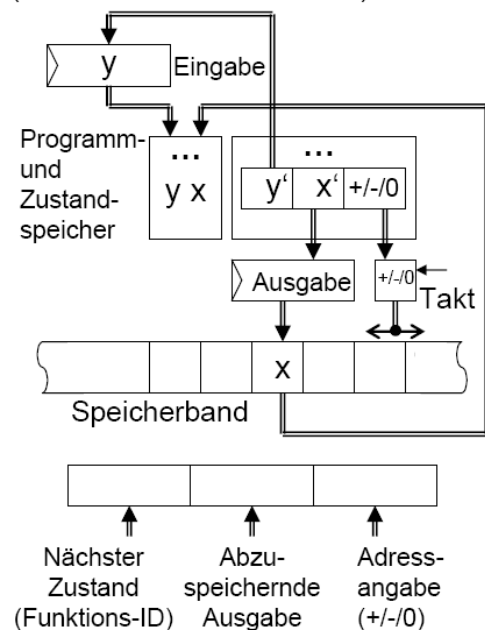 y
Eingabe
Programm-
und
Zustand-
speicher
...
y x
...
y‘ x‘ +/-/0
Ausgabe
+/-/0
Takt
x
Speicherband
Nächster
Zustand
(Funktions-ID)
Abzu-
speichernde
Ausgabe
Adress-
angabe
(+/-/0)